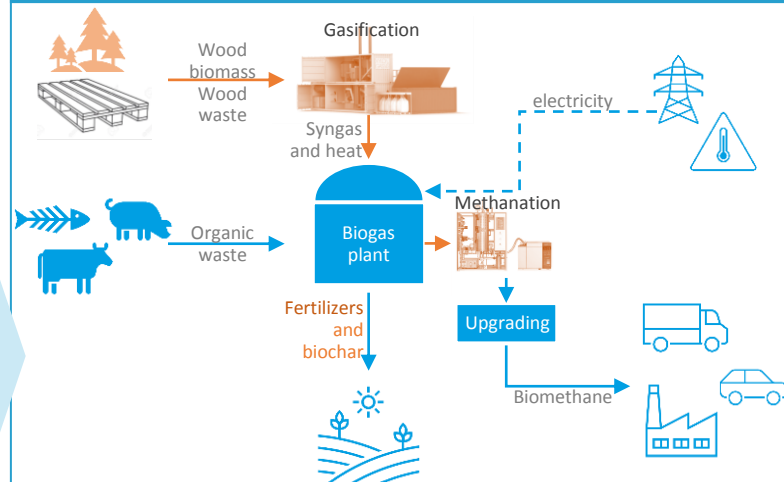 Gasification
Wood
biomass
Wood
waste
electricity
Syngas
and heat
Methanation
Organic
waste
Biogas
plant
Fertilizers
and
biochar
Upgrading
Biomethane